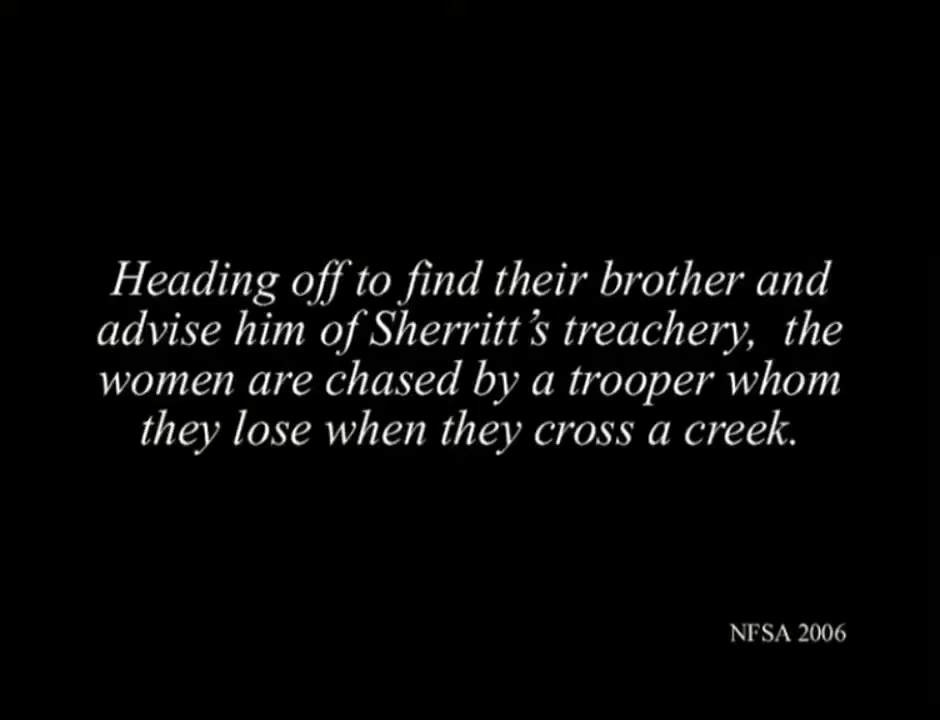 Heading off to find their brother and
advise him of Sherritt's treachery,  the
women are chased by a trooper whom
they lose when they cross a creek.
NFSA 2006